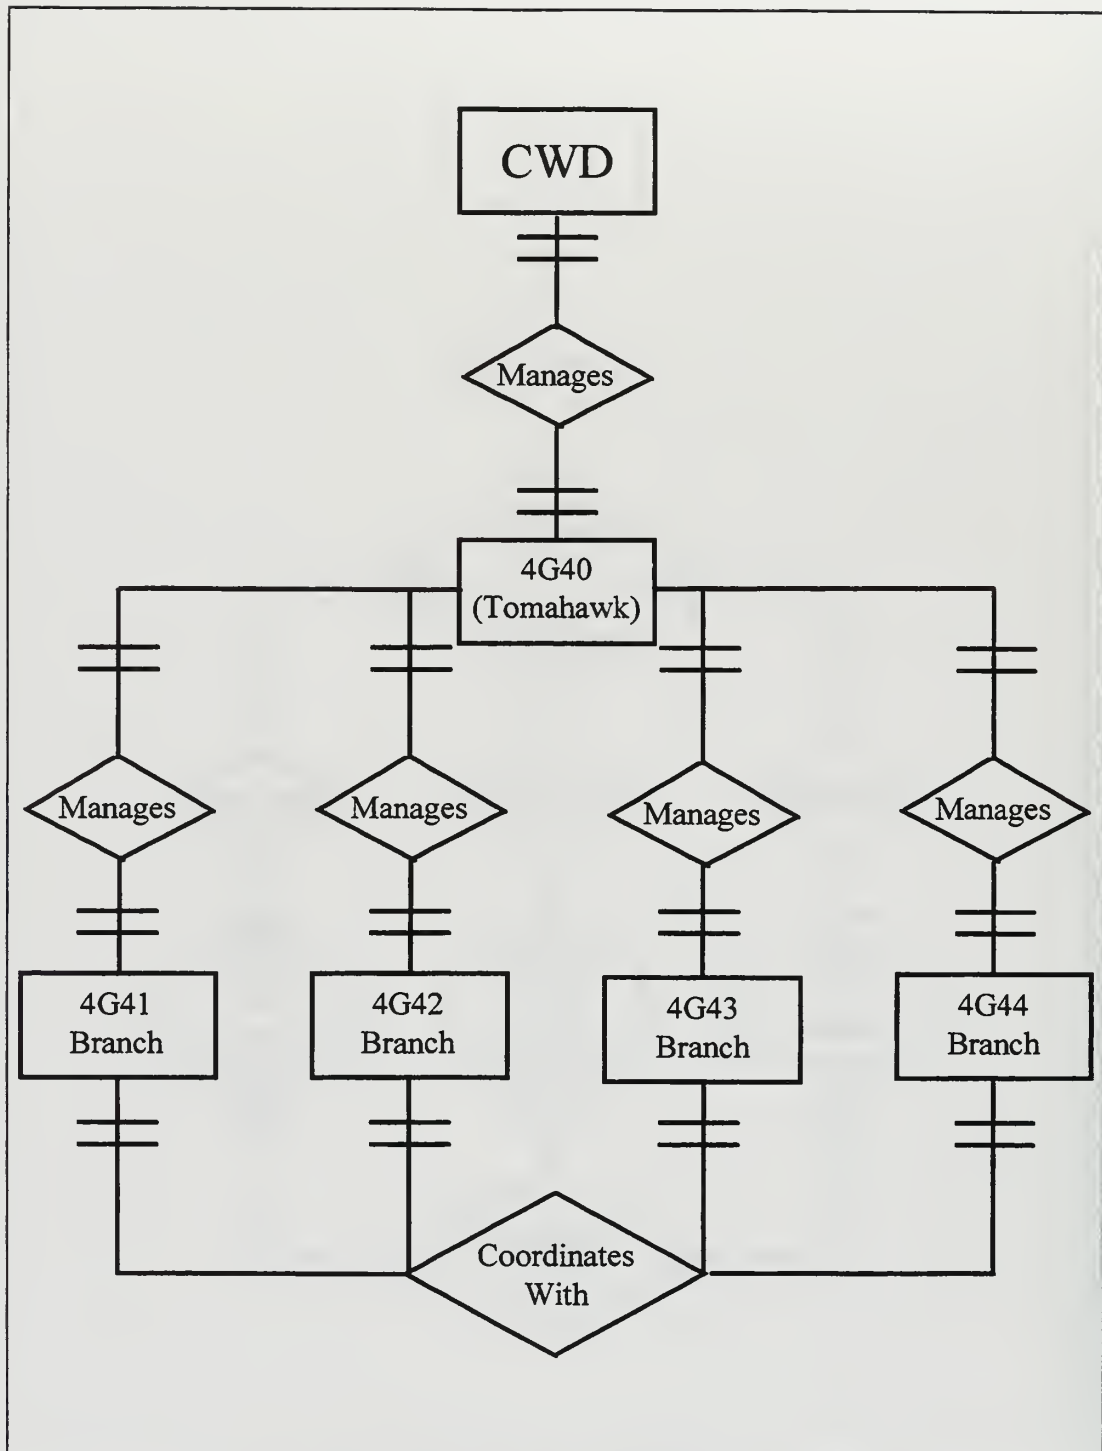 CWD
Manages
4G40
(Tomahawk)
Manages
Manages
Manages
Manages
4G41
Branch
4G42
Branch
4G43
Branch
4G44
Branch
Coordinates
With